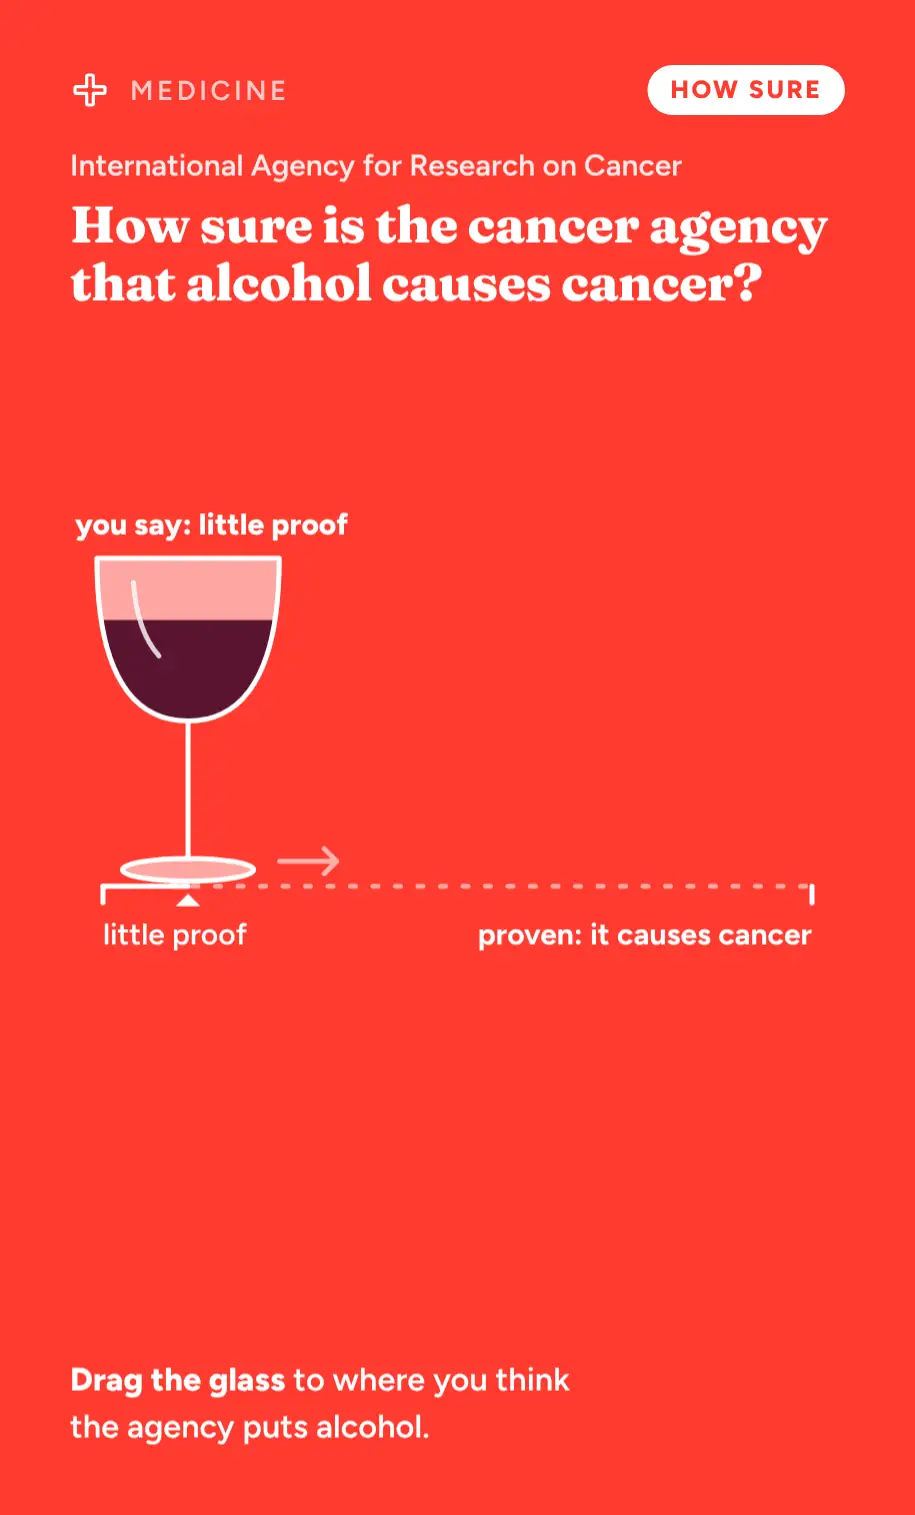 MEDICINE
HOW SURE
International Agency for Research on Cancer
How sure is the cancer agency
that alcohol causes cancer?
you say: little proof
little proof
proven: it causes cancer
Drag the glass to where you think
the agency puts alcohol.